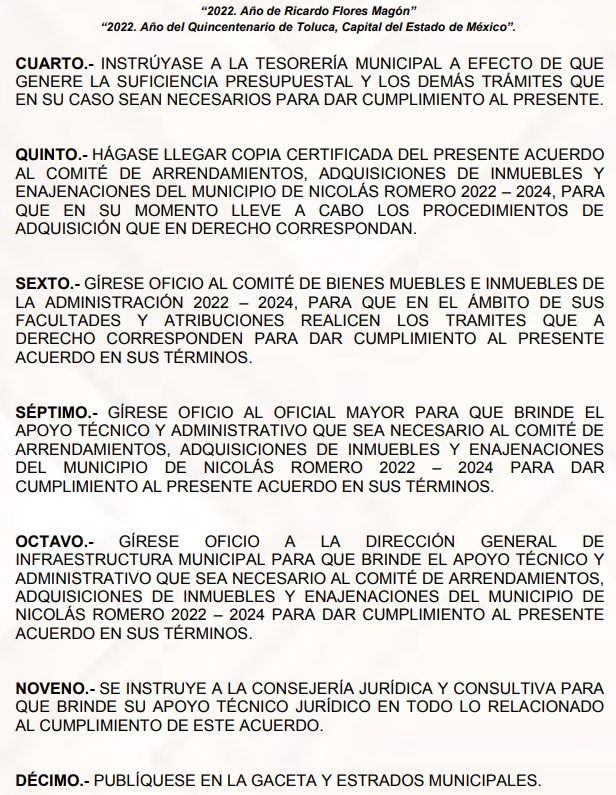 “2022. Año de Ricardo Flores Magón”
“2022. Año del Quincentenario de Toluca, Capital del Estado de México”.
CUARTO.- INSTRÚYASE A LA TESORERÍA MUNICIPAL A EFECTO DE QUE
GENERE LA SUFICIENCIA PRESUPUESTAL Y LOS DEMÁS TRÁMITES QUE
EN SU CASO SEAN NECESARIOS PARA DAR CUMPLIMIENTO AL PRESENTE.
QUINTO.- HÁGASE LLEGAR COPIA CERTIFICADA DEL PRESENTE ACUERDO
AL COMITÉ DE ARRENDAMIENTOS, ADQUISICIONES DE INMUEBLES Y
ENAJENACIONES DEL MUNICIPIO DE NICOLÁS ROMERO 2022 – 2024, PARA
QUE EN SU MOMENTO LLEVE A CABO LOS PROCEDIMIENTOS DE
ADQUISICIÓN QUE EN DERECHO CORRESPONDAN.
SEXTO.- GÍRESE OFICIO AL COMITÉ DE BIENES MUEBLES E INMUEBLES DE
LA ADMINISTRACIÓN 2022 – 2024, PARA QUE EN EL ÁMBITO DE SUS
FACULTADES Y ATRIBUCIONES REALICEN LOS TRAMITES QUE A
DERECHO CORRESPONDEN PARA DAR CUMPLIMIENTO AL PRESENTE
ACUERDO EN SUS TÉRMINOS.
SÉPTIMO.- GÍRESE OFICIO AL OFICIAL MAYOR PARA QUE BRINDE EL
APOYO TÉCNICO Y ADMINISTRATIVO QUE SEA NECESARIO AL COMITÉ DE
ARRENDAMIENTOS, ADQUISICIONES DE INMUEBLES Y ENAJENACIONES
DEL MUNICIPIO DE NICOLÁS ROMERO 2022 – 2024 PARA DAR
CUMPLIMIENTO AL PRESENTE ACUERDO EN SUS TÉRMINOS.
OCTAVO.- GÍRESE OFICIO A LA DIRECCIÓN GENERAL DE
INFRAESTRUCTURA MUNICIPAL PARA QUE BRINDE EL APOYO TÉCNICO Y
ADMINISTRATIVO QUE SEA NECESARIO AL COMITÉ DE ARRENDAMIENTOS,
ADQUISICIONES DE INMUEBLES Y ENAJENACIONES DEL MUNICIPIO DE
NICOLÁS ROMERO 2022 – 2024 PARA DAR CUMPLIMIENTO AL PRESENTE
ACUERDO EN SUS TÉRMINOS.
NOVENO.- SE INSTRUYE A LA CONSEJERÍA JURÍDICA Y CONSULTIVA PARA
QUE BRINDE SU APOYO TÉCNICO JURÍDICO EN TODO LO RELACIONADO
AL CUMPLIMIENTO DE ESTE ACUERDO.
DÉCIMO.- PUBLÍQUESE EN LA GACETA Y ESTRADOS MUNICIPALES.